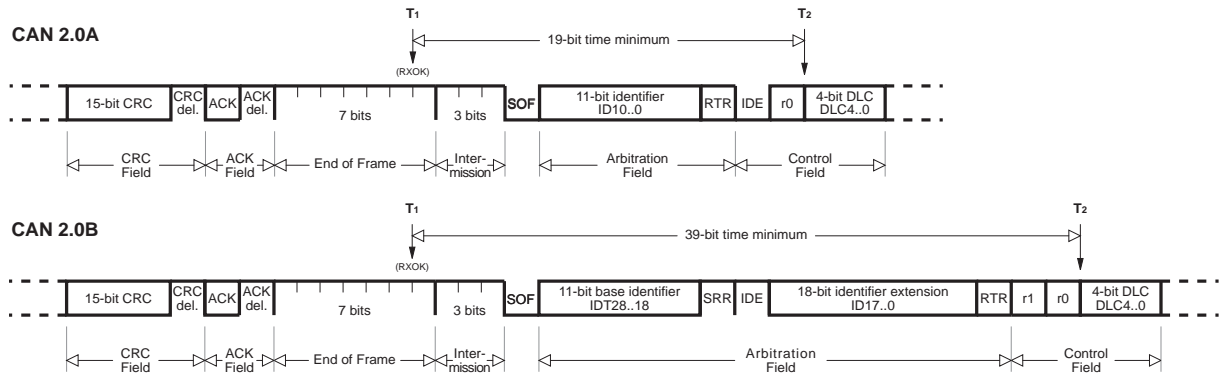 T1
T2
CAN 2.0A
19-bit time minimum
(RXOK)
15-bit CRC
CRC
del.
ACK
ACK
del.
7 bits
3 bits
SOF
11-bit identifier
ID10..0
RTR
IDE
r0
4-bit DLC
DLC4..0
CRC
Field
ACK
Field
End of Frame
Inter-
mission
Arbitration
Field
Control
Field
T1
T2
CAN 2.0B
39-bit time minimum
(RXOK)
15-bit CRC
CRC
del.
ACK
ACK
del.
7 bits
3 bits
SOF
11-bit base identifier
IDT28..18
SRR
IDE
18-bit identifier extension
ID17..0
RTR
r1
r0
4-bit DLC
DLC4..0
CRC
Field
ACK
Field
End of Frame
Inter-
mission
Arbitration
Field
Control
Field